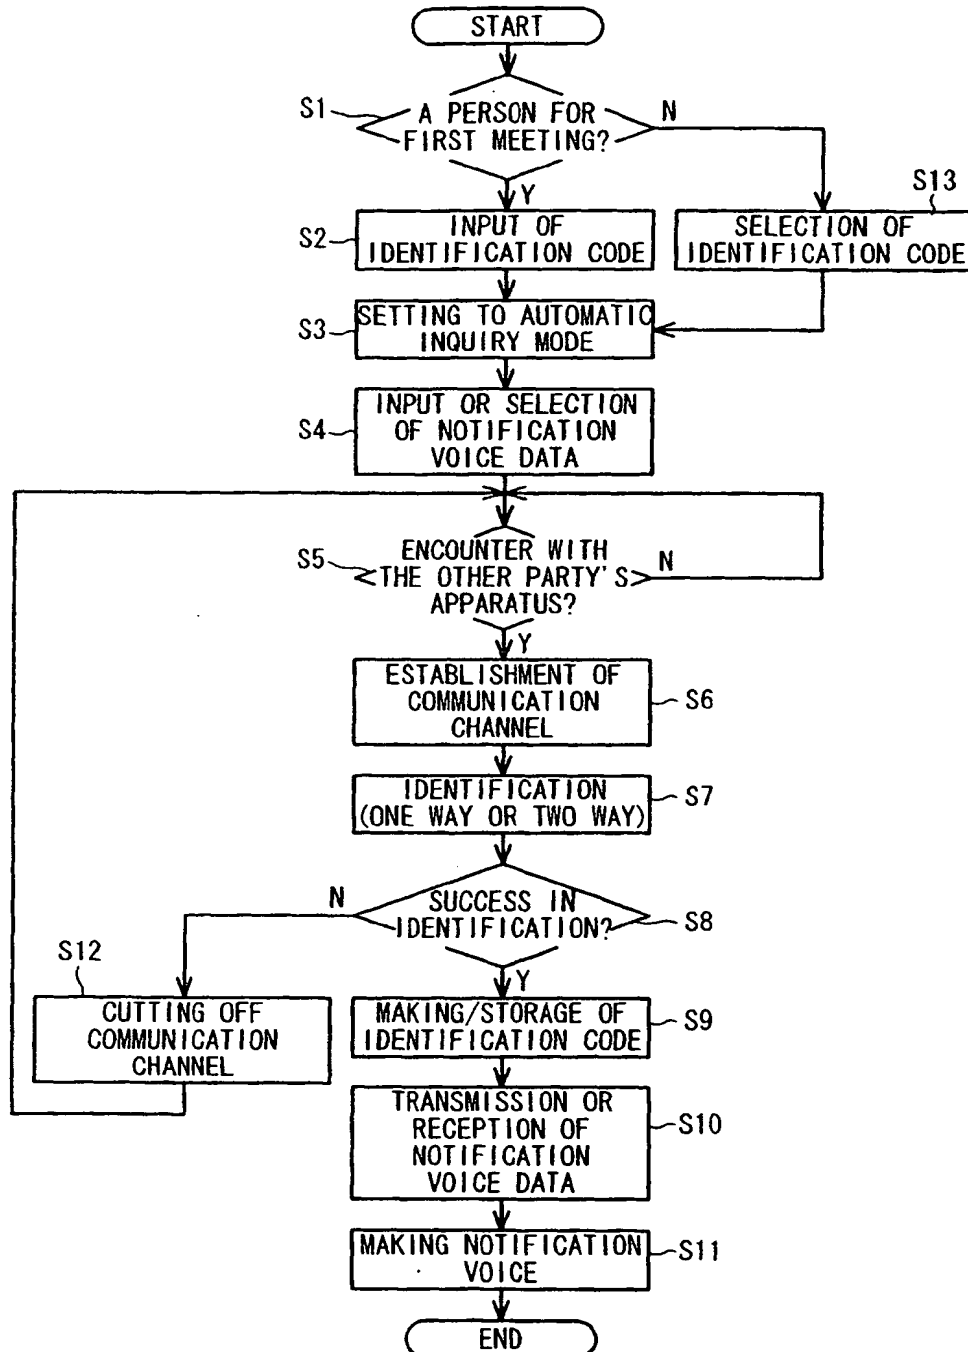 START
S1
A PERSON FOR
FIRST MEETING?
N
Y
S13
S2
INPUT OF
IDENTIFICATION CODE
SELECTION OF
IDENTIFICATION CODE
S3
SETTING TO AUTOMATIC
INQUIRY MODE
S4
INPUT OR SELECTION
OF NOTIFICATION
VOICE DATA
S5
ENCOUNTER WITH
THE OTHER PARTY'S
APPARATUS?
N
Y
ESTABLISHMENT OF
COMMUNICATION
CHANNEL
S6
IDENTIFICATION
(ONE WAY OR TWO WAY)
S7
N
SUCCESS IN
IDENTIFICATION?
S8
Y
S12
CUTTING OFF
COMMUNICATION
CHANNEL
MAKING/STORAGE OF
IDENTIFICATION CODE
S9
TRANSMISSION OR
RECEPTION OF
NOTIFICATION
VOICE DATA
S10
MAKING NOTIFICATION
VOICE
S11
END